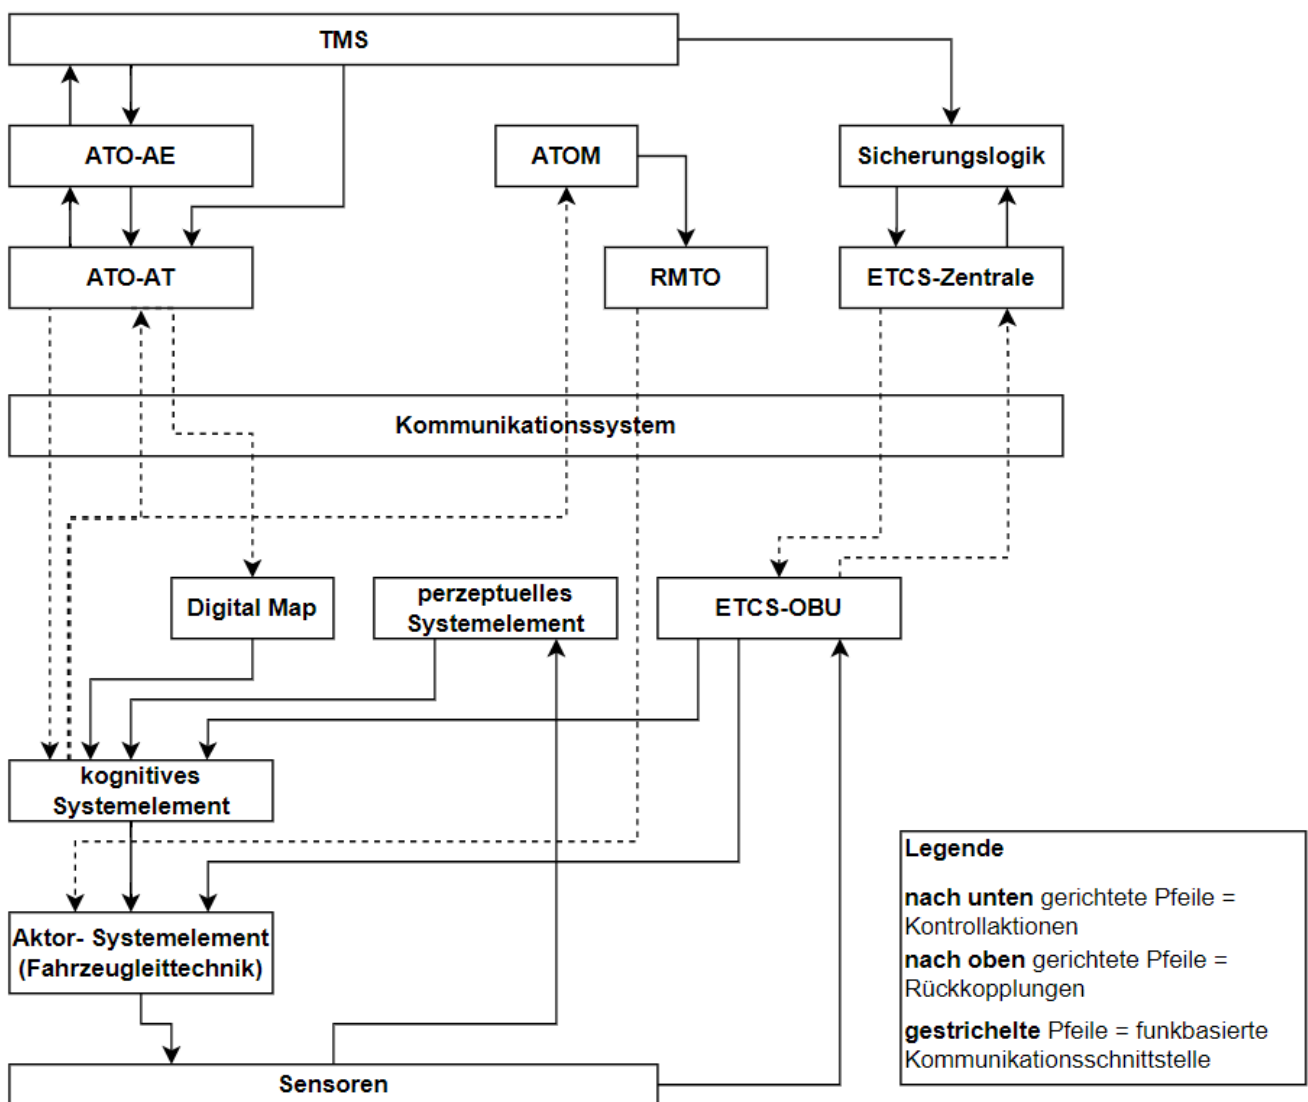 TMS
ATO-AE
ATOM
Sicherungslogik
ATO-AT
RMTO
ETCS-Zentrale
Kommunikationssystem
Digital Map
perzeptuelles
Systemelement
ETCS-OBU
kognitives
Systemelement
Aktor- Systemelement
(Fahrzeugleittechnik)
Sensoren
Legende
nach unten gerichtete Pfeile =
Kontrollaktionen
nach oben gerichtete Pfeile =
Rückkopplungen
gestrichelte Pfeile = funkbasierte
Kommunikationsschnittstelle